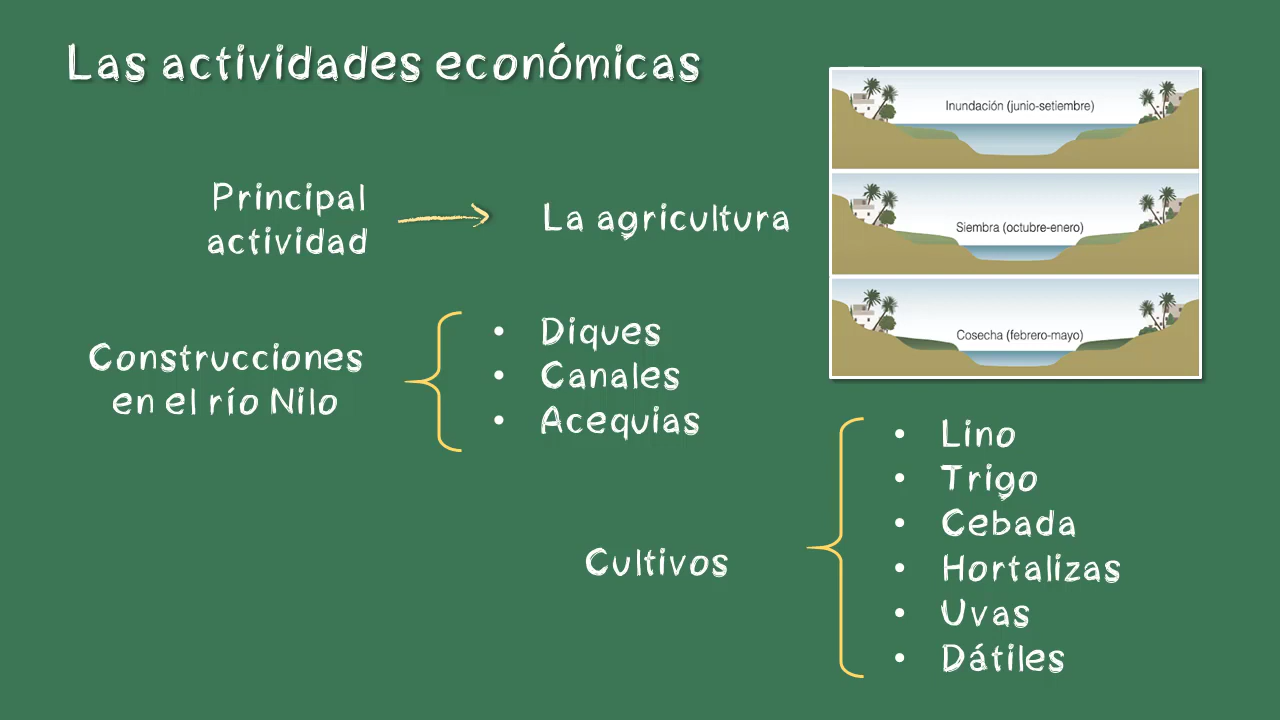 Las actividades económicas
Inundación (junio-setiembre)
Siembra (octubre-enero)
Cosecha (febrero-mayo)
Principal
actividad
La agricultura
Construcciones
en el río Nilo
• Diques
• Canales
• Acequias
Cultivos
• Lino
• Trigo
• Cebada
• Hortalizas
• Uvas
• Dátiles